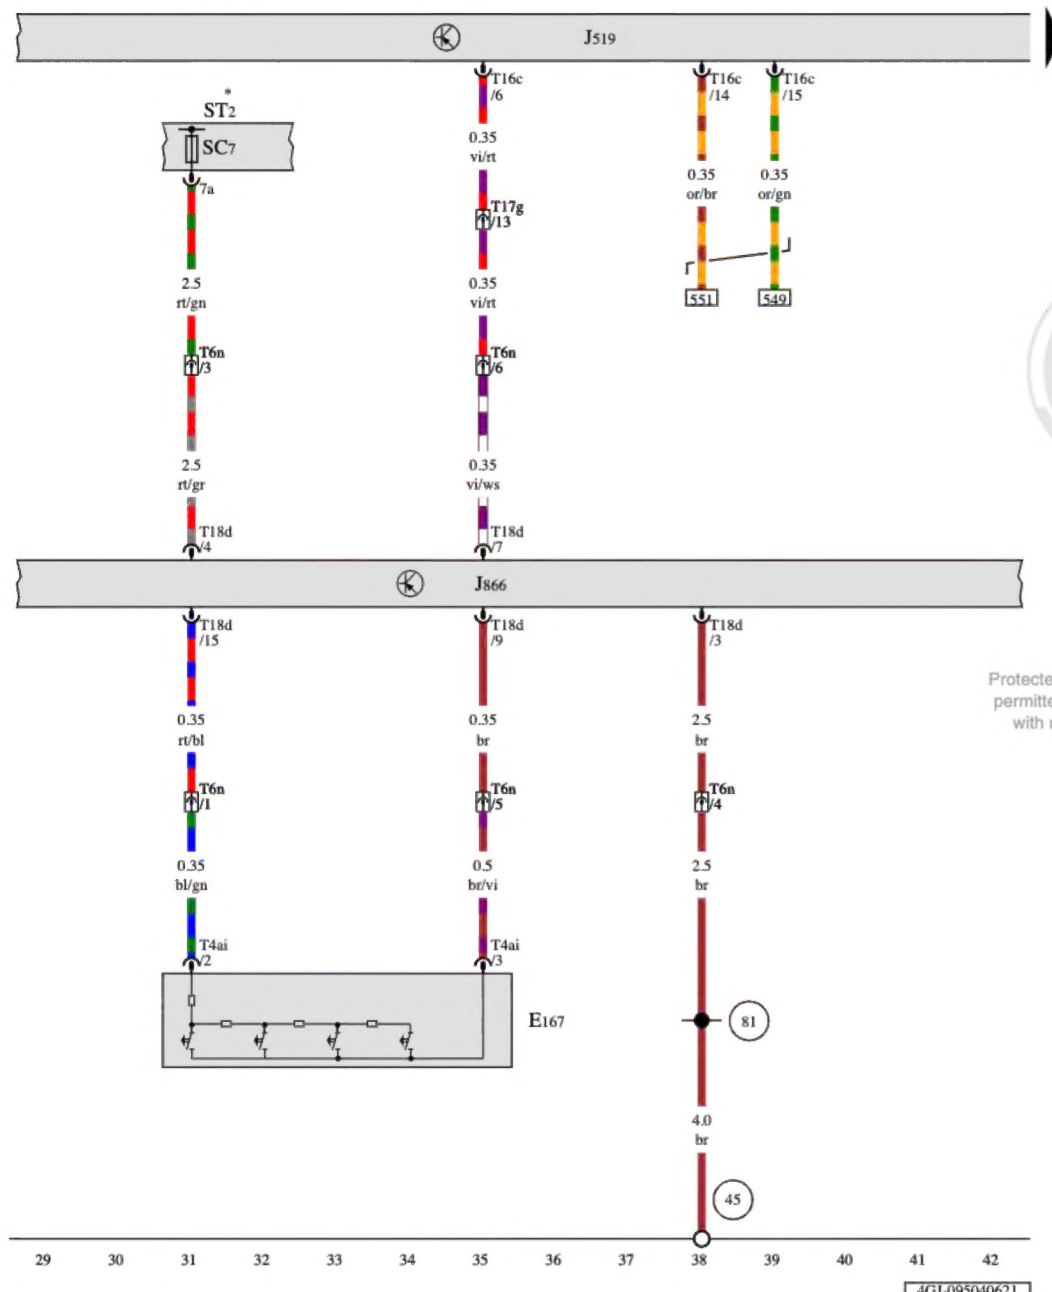 J519
T16c
/6
T16c
/14
T16c
/15
*
ST2
SC7
7a
0.35
vi/rt
0.35
or/br
0.35
or/gn
T17g
/13
2.5
rt/gn
0.35
vi/rt
551
549
T6n
/3
T6n
/6
2.5
rt/gr
0.35
vi/ws
T18d
/4
T18d
/7
J866
T18d
/15
T18d
/9
T18d
/3
Protecte
permitte
with
0.35
rt/bl
0.35
br
2.5
br
T6n
/1
T6n
/5
T6n
/4
0.35
bl/gn
0.5
br/vi
2.5
br
T4ai
/2
T4ai
/3
E167
81
4.0
br
45
29 30 31 32 33 34 35 36 37 38 39 40 41 42
4GI-095040621